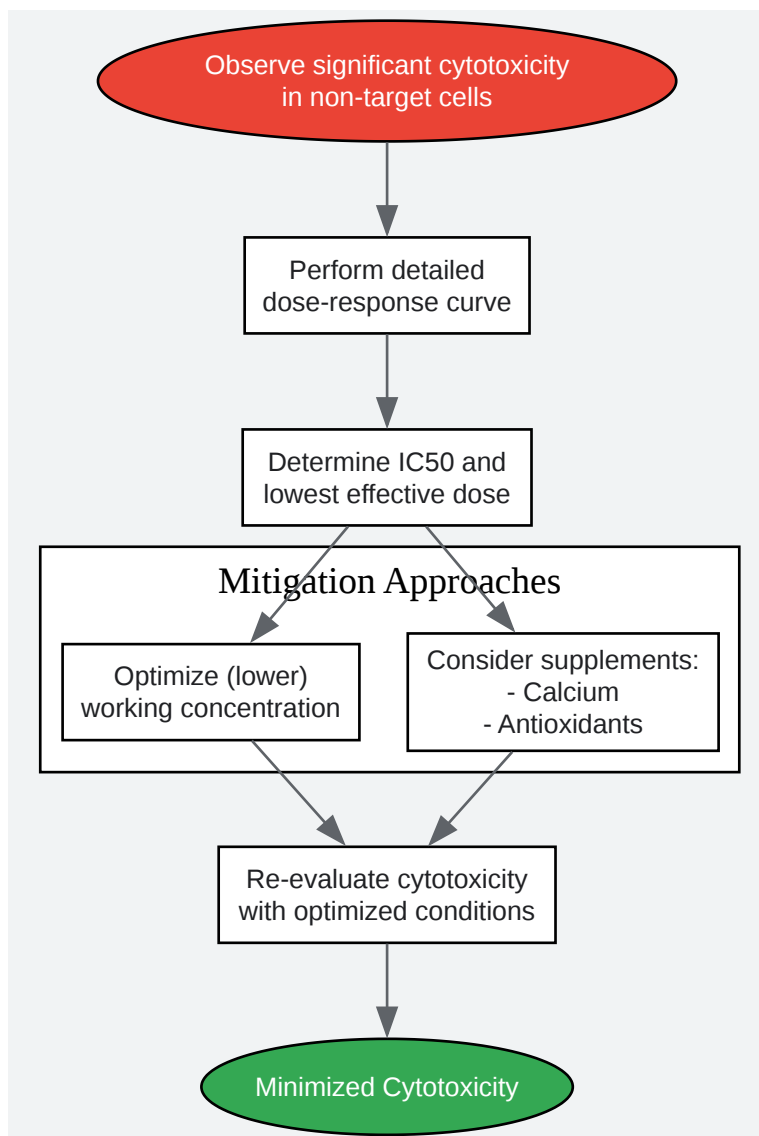 Observe significant cytotoxicity
in non-target cells
Perform detailed
dose-response curve
Determine IC50 and
lowest effective dose
Mitigation Approaches
Optimize (lower)
working concentration
Consider supplements:
- Calcium
- Antioxidants
Re-evaluate cytotoxicity
with optimized conditions
Minimized Cytotoxicity